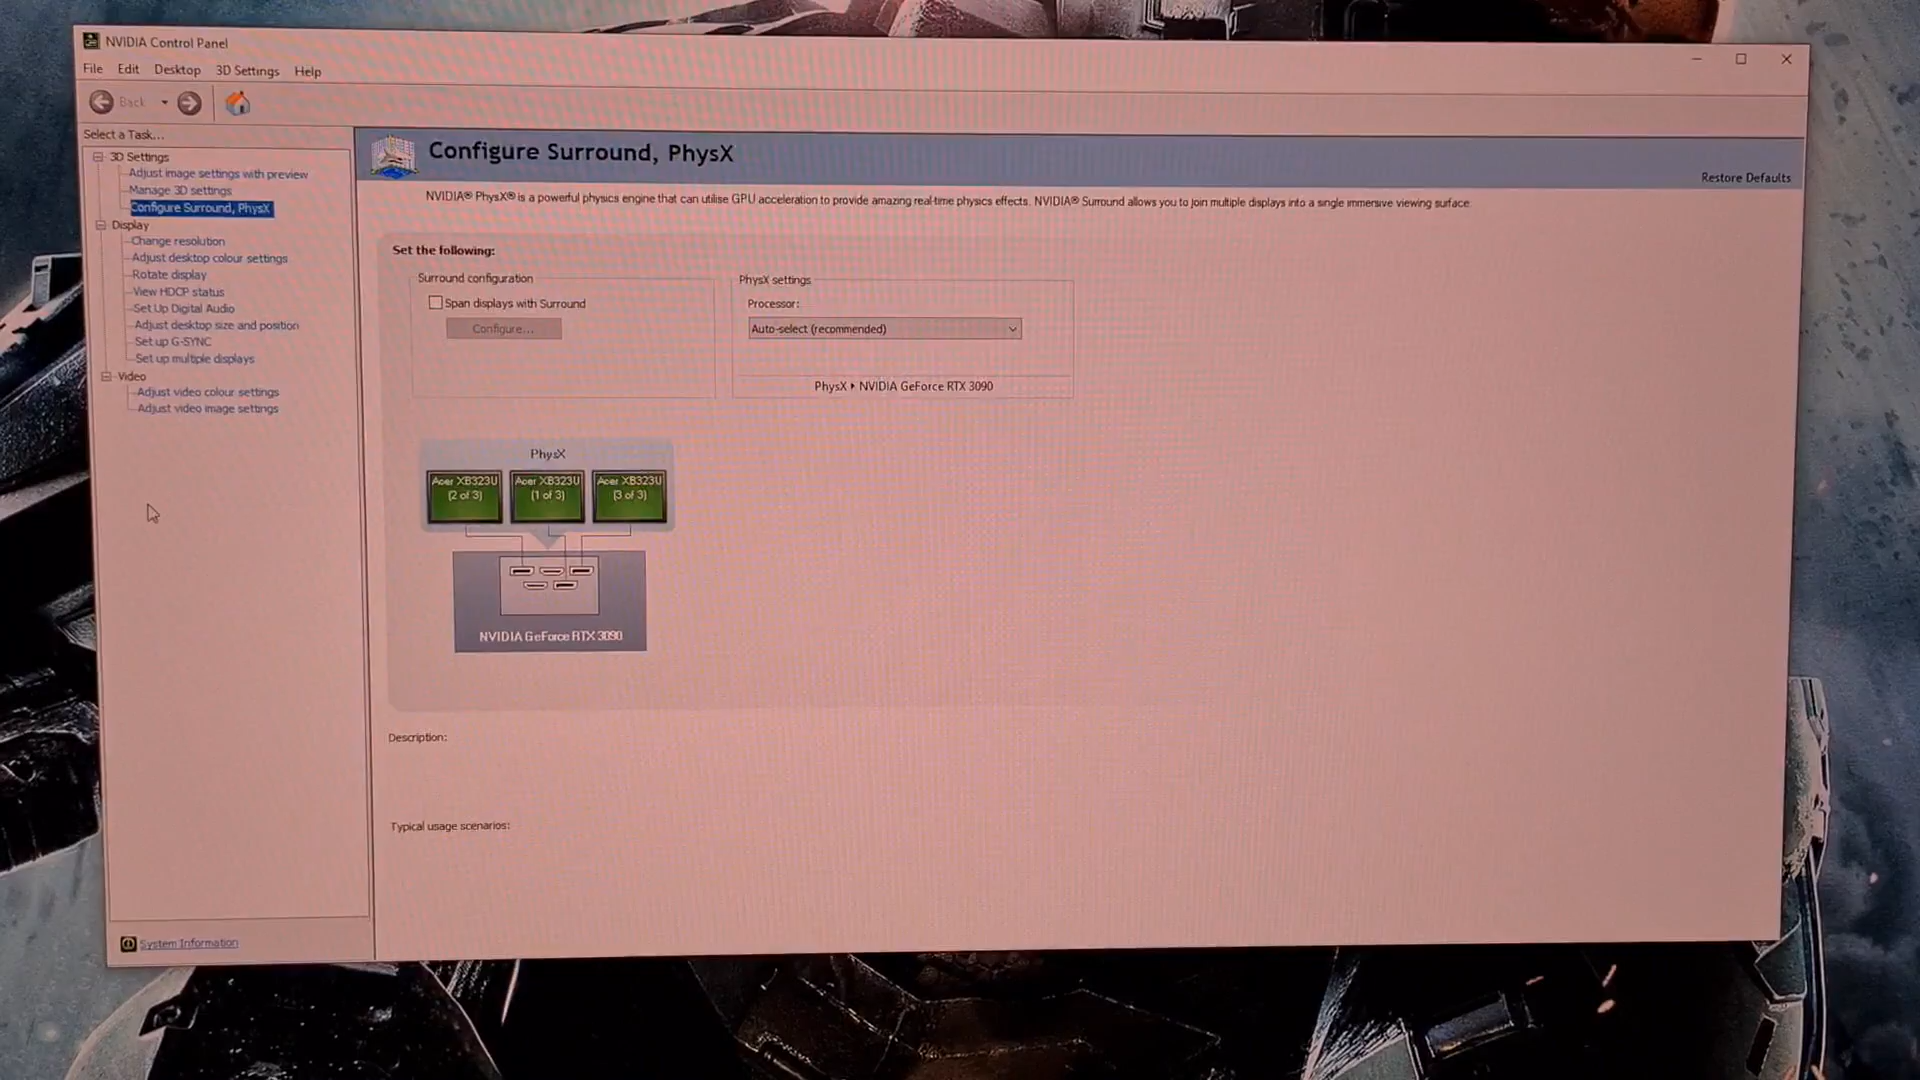 NVIDIA Control Panel
File Edit Desktop 3D Settings Help
Back
Select a Task...
3D Settings
Adjust image settings with preview
Manage 3D settings
Configure Surround, PhysX
Display
Change resolution
Adjust desktop colour settings
Rotate display
View HDCP status
Set Up Digital Audio
Adjust desktop size and position
Set up G-SYNC
Set up multiple displays
Video
Adjust video colour settings
Adjust video image settings
System Information
Configure Surround, PhysX
Restore Defaults
NVIDIA® PhysX® is a powerful physics engine that can utilise GPU acceleration to provide amazing real-time physics effects. NVIDIA® Surround allows you to join multiple displays into a single immersive viewing surface.
Set the following:
Surround configuration
Span displays with Surround
Configure...
PhysX settings
Processor:
Auto-select (recommended)
PhysX ▸ NVIDIA GeForce RTX 3090
PhysX
Acer XB323U
(2 of 3)
Acer XB323U
(1 of 3)
Acer XB323U
(3 of 3)
NVIDIA GeForce RTX 3090
Description:
Typical usage scenarios: